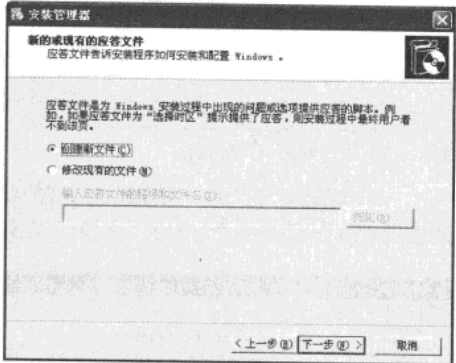 安装管理器
新的或现有的应答文件
应答文件告诉安装程序如何安装和配置 Windows 。
应答文件是为 Windows 安装过程中出现的问题或选项提供应答的脚本。例
如,如果应答文件为“选择时区”提示提供了应答,则安装过程中最终用户看
不到该页。
创建新文件(C)
修改现有的文件(M)
输入应答文件的路径和文件名(T):
浏览(R)
<上一步(B)
下一步(N) >
取消